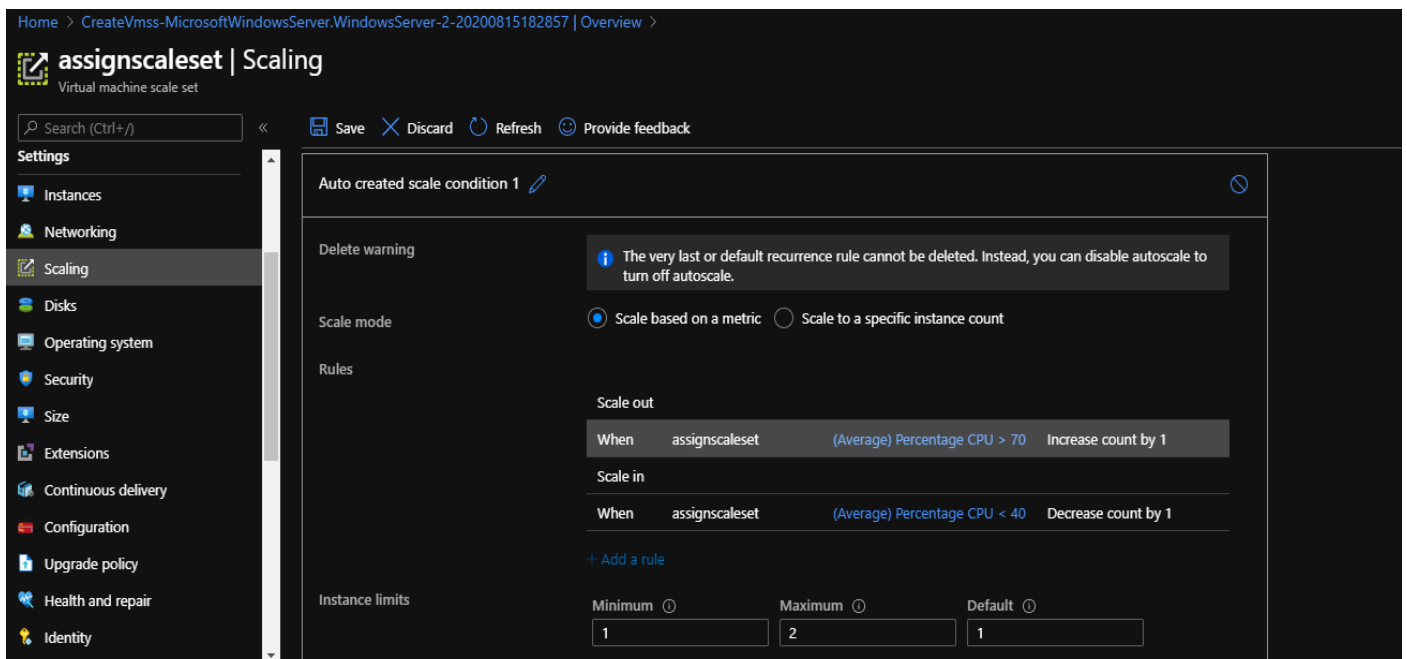 Home > CreateVmss-MicrosoftWindowsServer.WindowsServer-2-20200815182857 | Overview >
assignscaleset | Scaling
Virtual machine scale set
Search (Ctrl+/) «
Save Discard Refresh Provide feedback
Settings
Instances
Networking
Scaling
Disks
Operating system
Security
Size
Extensions
Continuous delivery
Configuration
Upgrade policy
Health and repair
Identity
Auto created scale condition 1
Delete warning
The very last or default recurrence rule cannot be deleted. Instead, you can disable autoscale to
turn off autoscale.
Scale mode
Scale based on a metric Scale to a specific instance count
Rules
Scale out
When assignscaleset (Average) Percentage CPU > 70 Increase count by 1
Scale in
When assignscaleset (Average) Percentage CPU < 40 Decrease count by 1
+ Add a rule
Instance limits
Minimum Maximum Default
1 2 1